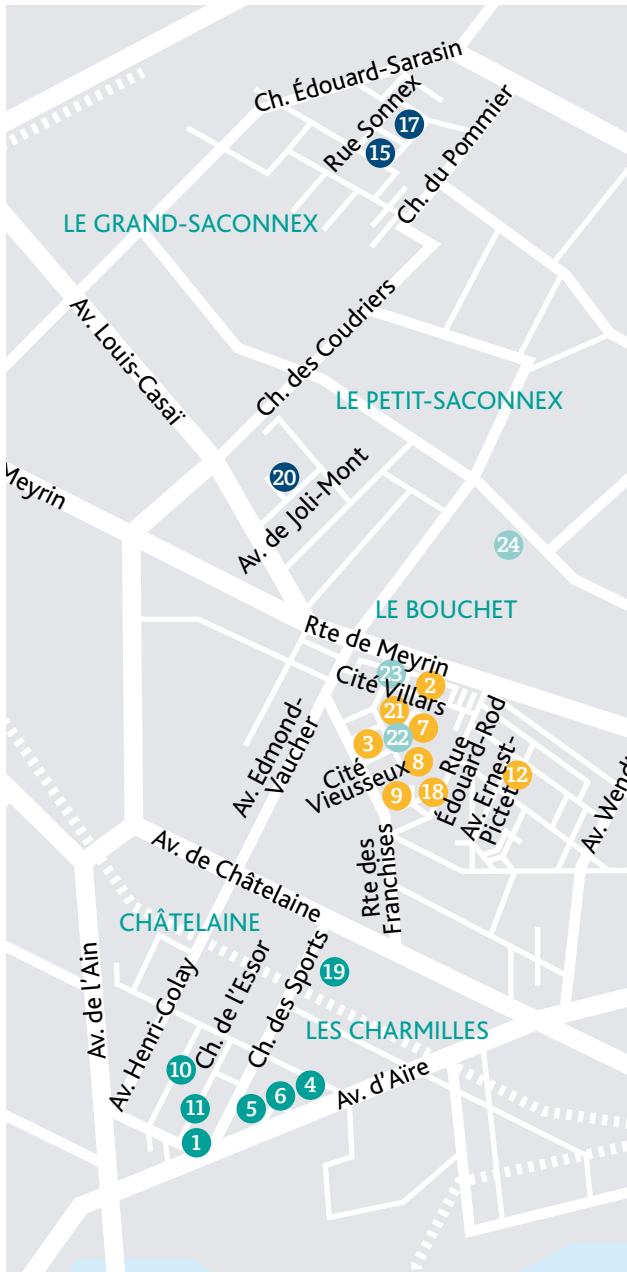 Ch. Édouard-Sarasin
Rue Sonnex
17
15
Ch. du Pommier
LE GRAND-SACONNEX
Av. Louis-Casaï
Ch. des Coudriers
LE PETIT-SACONNEX
Meyrin
20
Av. de Joli-Mont
24
LE BOUCHET
Rte de Meyrin
23
2
Cité Villars
21
7
22
3
8
Cité
Vieusseux
Rue
Édouard-Rod
Av. Ernest-
Pictet
12
18
9
Av. Edmond-
Vaucher
Av. Wendt
Av. de Châtelaine
Rte des
Franchises
CHÂTELAINE
Av. de l'Ain
Av. Henri-Golay
Ch. de l'Essor
Ch. des Sports
19
LES CHARMILLES
10
4
6
5
11
1
Av. d'Aïre